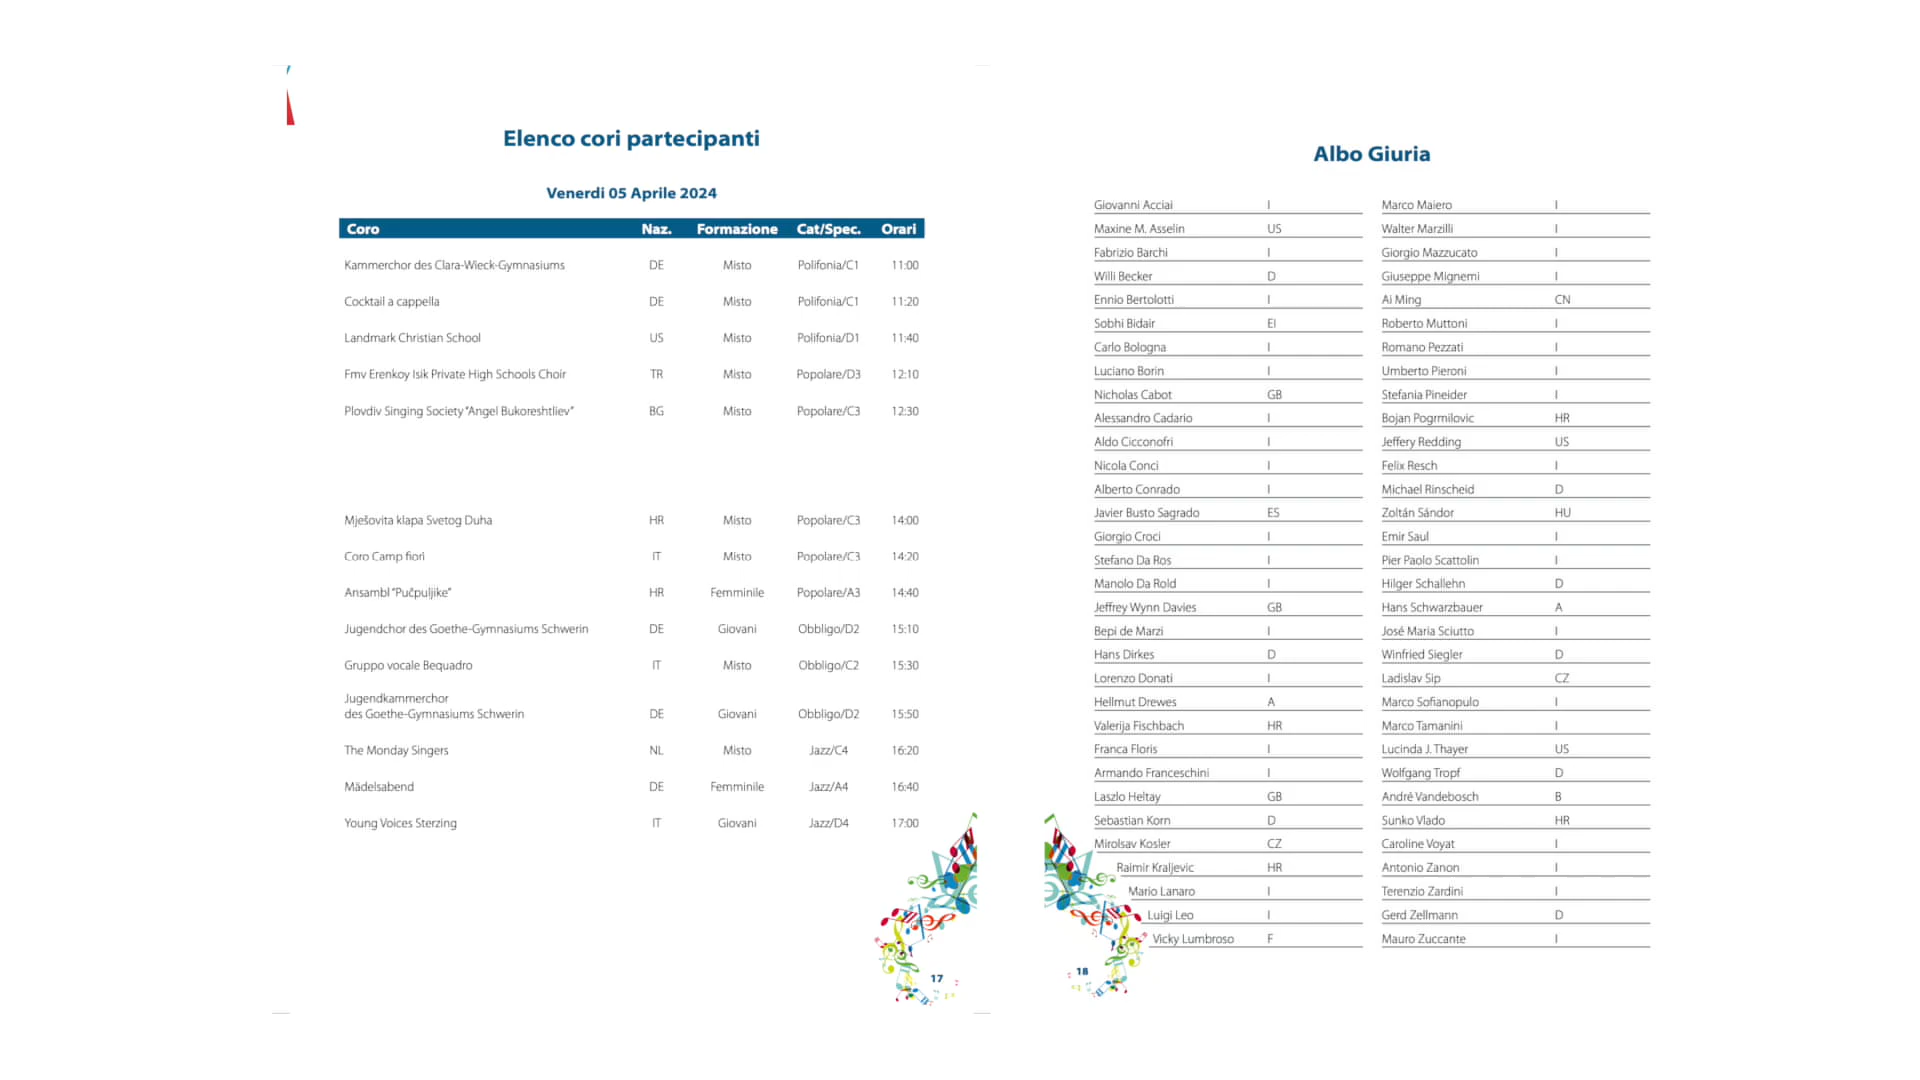 Elenco cori partecipanti
Venerdi 05 Aprile 2024
Coro Naz. Formazione Cat/Spec. Orari
Kammerchor des Clara-Wieck-Gymnasiums DE Misto Polifonia/C1 11:00
Cocktail a cappella DE Misto Polifonia/C1 11:20
Landmark Christian School US Misto Polifonia/D1 11:40
Fmv Erenkoy Isik Private High Schools Choir TR Misto Popolare/D3 12:10
Plovdiv Singing Society "Angel Bukoreshtliev" BG Misto Popolare/C3 12:30
Mješovita klapa Svetog Duha HR Misto Popolare/C3 14:00
Coro Camp fiorì IT Misto Popolare/C3 14:20
Ansambl "Pučpuljike" HR Femminile Popolare/A3 14:40
Jugendchor des Goethe-Gymnasiums Schwerin DE Giovani Obbligo/D2 15:10
Gruppo vocale Bequadro IT Misto Obbligo/C2 15:30
Jugendkammerchor
des Goethe-Gymnasiums Schwerin DE Giovani Obbligo/D2 15:50
The Monday Singers NL Misto Jazz/C4 16:20
Mädelsabend DE Femminile Jazz/A4 16:40
Young Voices Sterzing IT Giovani Jazz/D4 17:00
17
Albo Giuria
Giovanni Acciai I
Maxine M. Asselin US
Fabrizio Barchi I
Willi Becker D
Ennio Bertolotti I
Sobhi Bidair EI
Carlo Bologna I
Luciano Borin I
Nicholas Cabot GB
Alessandro Cadario I
Aldo Cicconofri I
Nicola Conci I
Alberto Conrado I
Javier Busto Sagrado ES
Giorgio Croci I
Stefano Da Ros I
Manolo Da Rold I
Jeffrey Wynn Davies GB
Bepi de Marzi I
Hans Dirkes D
Lorenzo Donati I
Hellmut Drewes A
Valerija Fischbach HR
Franca Floris I
Armando Franceschini I
Laszlo Heltay GB
Sebastian Korn D
Mirolsav Kosler CZ
Raimir Kraljevic HR
Mario Lanaro I
Luigi Leo I
Vicky Lumbroso F
Marco Maiero I
Walter Marzilli I
Giorgio Mazzucato I
Giuseppe Mignemi I
Ai Ming CN
Roberto Muttoni I
Romano Pezzati I
Umberto Pieroni I
Stefania Pineider I
Bojan Pogrmilovic HR
Jeffery Redding US
Felix Resch I
Michael Rinscheid D
Zoltán Sándor HU
Emir Saul I
Pier Paolo Scattolin I
Hilger Schallehn D
Hans Schwarzbauer A
José Maria Sciutto I
Winfried Siegler D
Ladislav Sip CZ
Marco Sofianopulo I
Marco Tamanini I
Lucinda J. Thayer US
Wolfgang Tropf D
André Vandebosch B
Sunko Vlado HR
Caroline Voyat I
Antonio Zanon I
Terenzio Zardini I
Gerd Zellmann D
Mauro Zuccante I
18